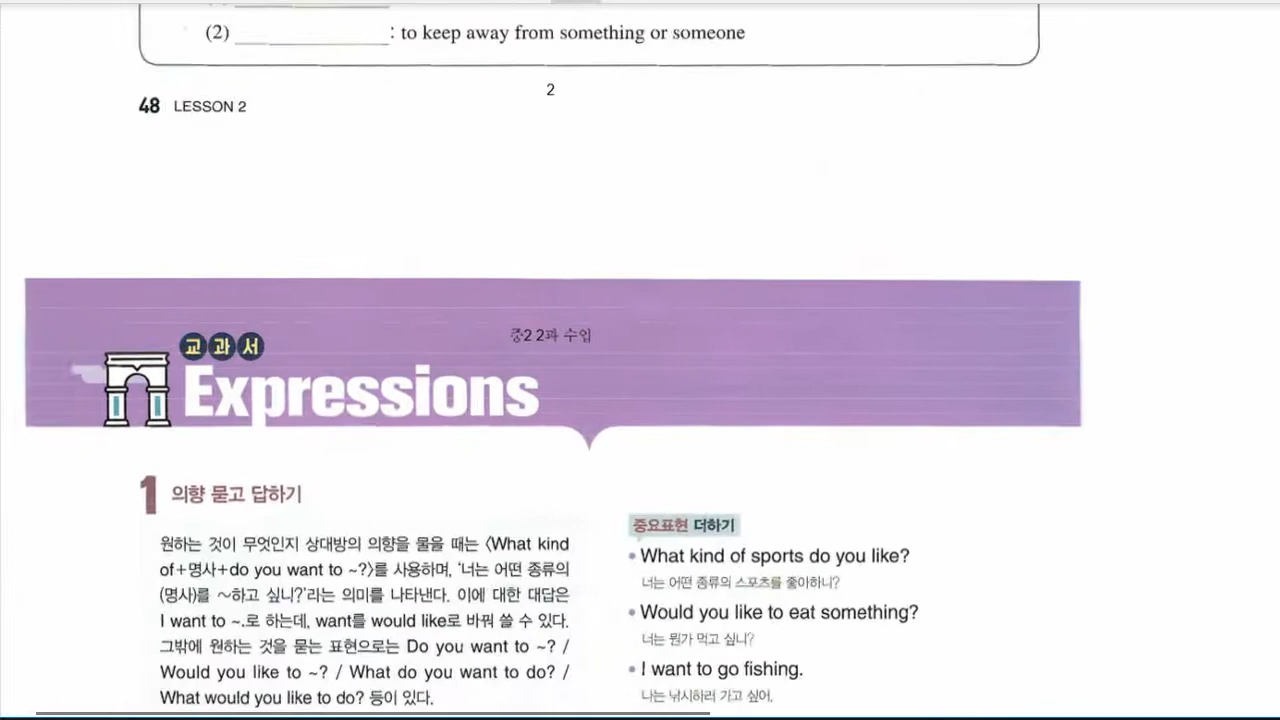 (2) : to keep away from something or someone
2
48 LESSON 2
중2 2과 수업
교과서
Expressions
1 의향 묻고 답하기
원하는 것이 무엇인지 상대방의 의향을 물을 때는 〈What kind
of+명사+do you want to ~?〉를 사용하며, ‘너는 어떤 종류의
(명사)를 ~하고 싶니?’라는 의미를 나타낸다. 이에 대한 대답은
I want to ~.로 하는데, want를 would like로 바꿔 쓸 수 있다.
그밖에 원하는 것을 묻는 표현으로는 Do you want to ~? /
Would you like to ~? / What do you want to do? /
What would you like to do? 등이 있다.
중요표현 더하기
• What kind of sports do you like?
너는 어떤 종류의 스포츠를 좋아하니?
• Would you like to eat something?
너는 뭔가 먹고 싶니?
• I want to go fishing.
나는 낚시하러 가고 싶어.